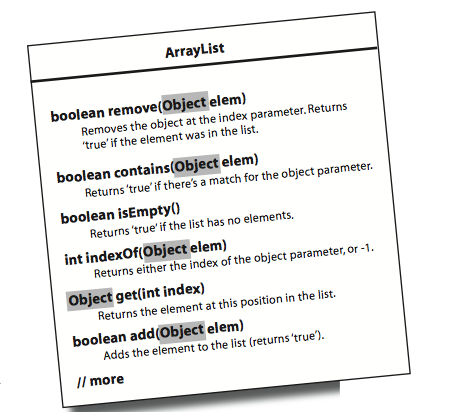 ArrayList
boolean remove(Object elem)
Removes the object at the index parameter. Returns
‘true’ if the element was in the list.
boolean contains(Object elem)
Returns ‘true’ if there’s a match for the object parameter.
boolean isEmpty()
Returns ‘true’ if the list has no elements.
int indexOf(Object elem)
Returns either the index of the object parameter, or -1.
Object get(int index)
Returns the element at this position in the list.
boolean add(Object elem)
Adds the element to the list (returns ‘true’).
// more